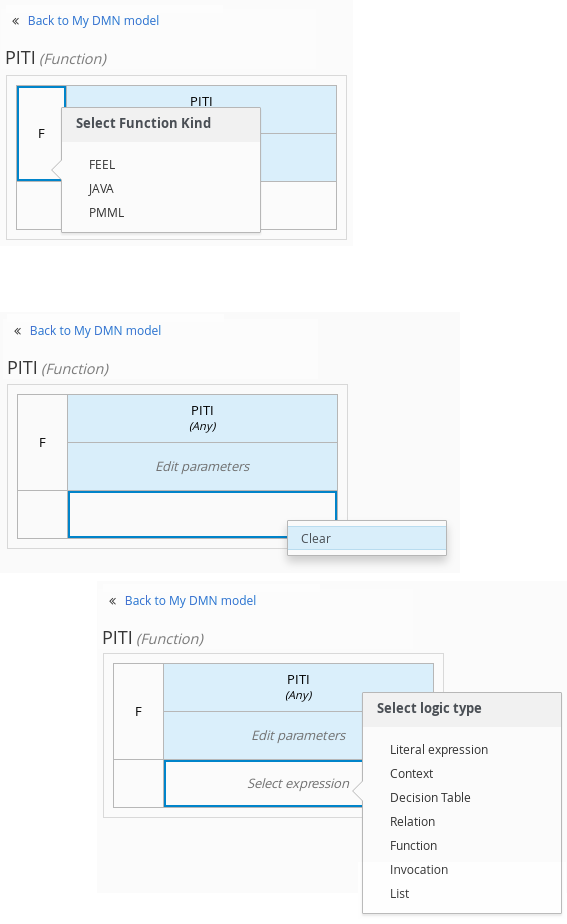 « Back to My DMN model
PITI (Function)
PITI
F
Select Function Kind
FEEL
JAVA
PMML
« Back to My DMN model
PITI (Function)
PITI
(Any)
F
Edit parameters
Clear
« Back to My DMN model
PITI (Function)
PITI
(Any)
F
Edit parameters
Select expression
Select logic type
Literal expression
Context
Decision Table
Relation
Function
Invocation
List